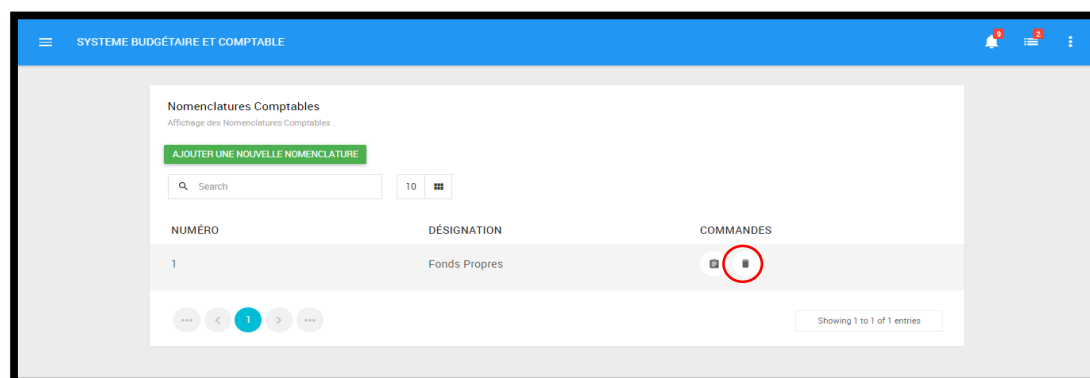 SYSTEME BUDGÉTAIRE ET COMPTABLE
9
2
Nomenclatures Comptables
Affichage des Nomenclatures Comptables .
AJOUTER UNE NOUVELLE NOMENCLATURE
Search
10
NUMÉRO DÉSIGNATION COMMANDES
1 Fonds Propres
1
Showing 1 to 1 of 1 entries